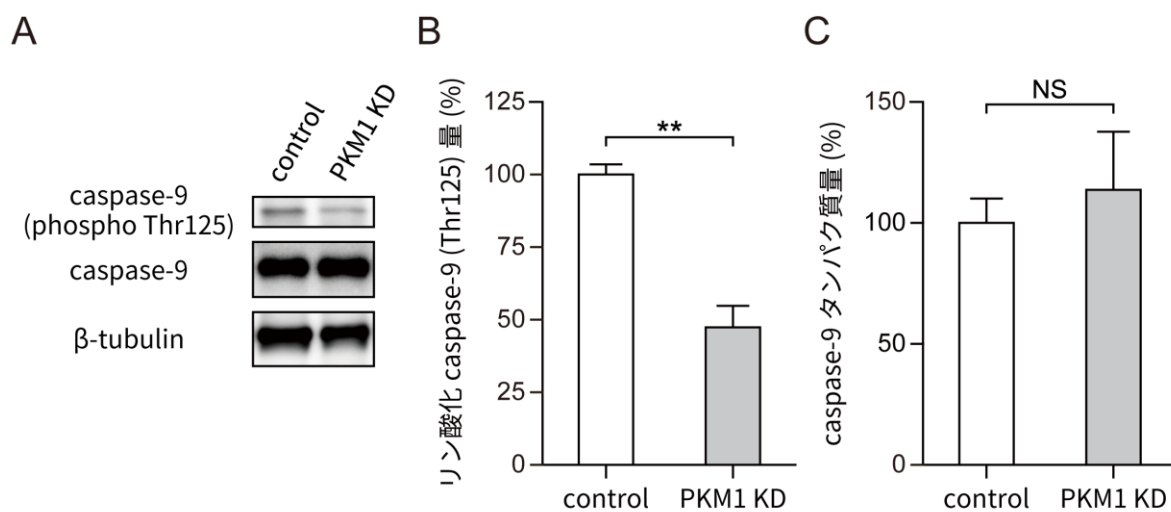 A
control
PKM1 KD
caspase-9
(phospho Thr125)
caspase-9
β-tubulin
B
リン酸化 caspase-9 (Thr125) 量 (%)
125
100
75
50
25
0
**
control
PKM1 KD
C
caspase-9 タンパク質量 (%)
150
100
50
0
NS
control
PKM1 KD